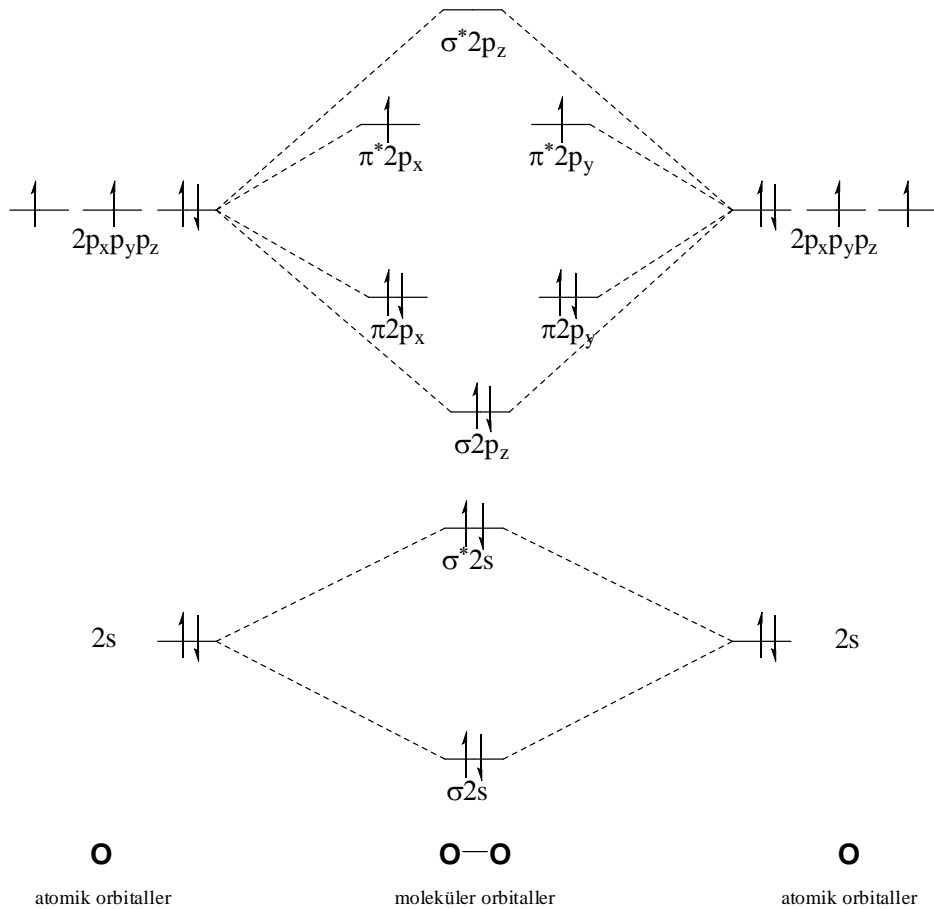 σ*2pz
π*2px π*2py
2pxpypz 2pxpypz
π2px π2py
σ2pz
σ*2s
2s 2s
σ2s
O O—O O
atomik orbitaller moleküler orbitaller atomik orbitaller